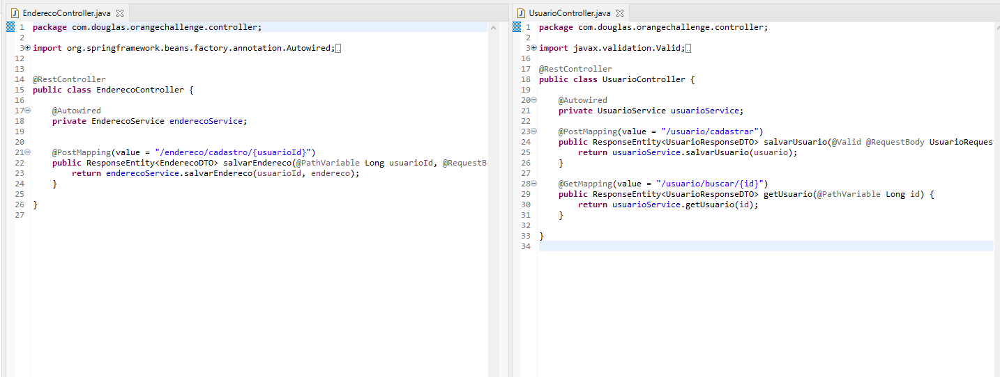 EnderecoController.java
1 package com.douglas.orangechallenge.controller;
2
3 import org.springframework.beans.factory.annotation.Autowired;
12
13
14 @RestController
15 public class EnderecoController {
16
17 @Autowired
18 private EnderecoService enderecoService;
19
20
21 @PostMapping(value = "/endereco/cadastro/{usuarioId}")
22 public ResponseEntity<EnderecoDTO> salvarEndereco(@PathVariable Long usuarioId, @RequestB
23 return enderecoService.salvarEndereco(usuarioId, endereco);
24 }
25
26 }
27
UsuarioController.java
1 package com.douglas.orangechallenge.controller;
2
3 import javax.validation.Valid;
16
17 @RestController
18 public class UsuarioController {
19
20 @Autowired
21 private UsuarioService usuarioService;
22
23 @PostMapping(value = "/usuario/cadastrar")
24 public ResponseEntity<UsuarioResponseDTO> salvarUsuario(@Valid @RequestBody UsuarioReques
25 return usuarioService.salvarUsuario(usuario);
26 }
27
28 @GetMapping(value = "/usuario/buscar/{id}")
29 public ResponseEntity<UsuarioResponseDTO> getUsuario(@PathVariable Long id) {
30 return usuarioService.getUsuario(id);
31 }
32
33 }
34